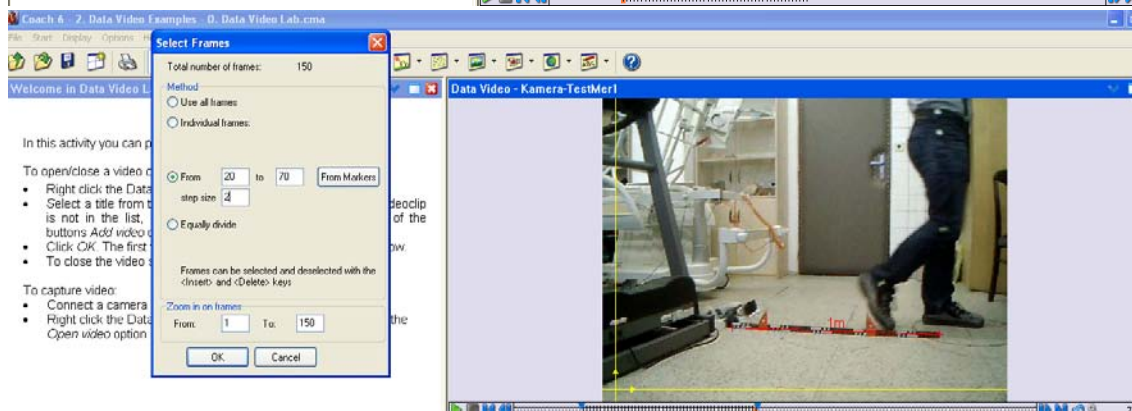 Coach 6 - 2. Data Video Examples - 0. Data Video Lab.cma
File Start Display Options
Welcome in Data Video L
In this activity you can p
To open/close a video c
• Right click the Data
• Select a title from t
is not in the list,
buttons Add video
• Click OK. The first
• To close the video s
To capture video:
• Connect a camera
• Right click the Data
Open video option
deoclip
of the
ow.
the
Select Frames
Total number of frames: 150
Method
Use all frames
Individual frames:
From 20 to 70 From Markers
step size 2
Equally divide
Frames can be selected and deselected with the
<Insert> and <Delete> keys
Zoom in on frames
From: 1 To: 150
OK Cancel
Data Video - Kamera-TestMer1
1m